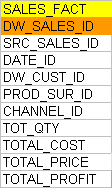 SALES_FACT
DW_SALES_ID
SRC_SALES_ID
DATE_ID
DW_CUST_ID
PROD_SUR_ID
CHANNEL_ID
TOT_QTY
TOTAL_COST
TOTAL_PRICE
TOTAL_PROFIT